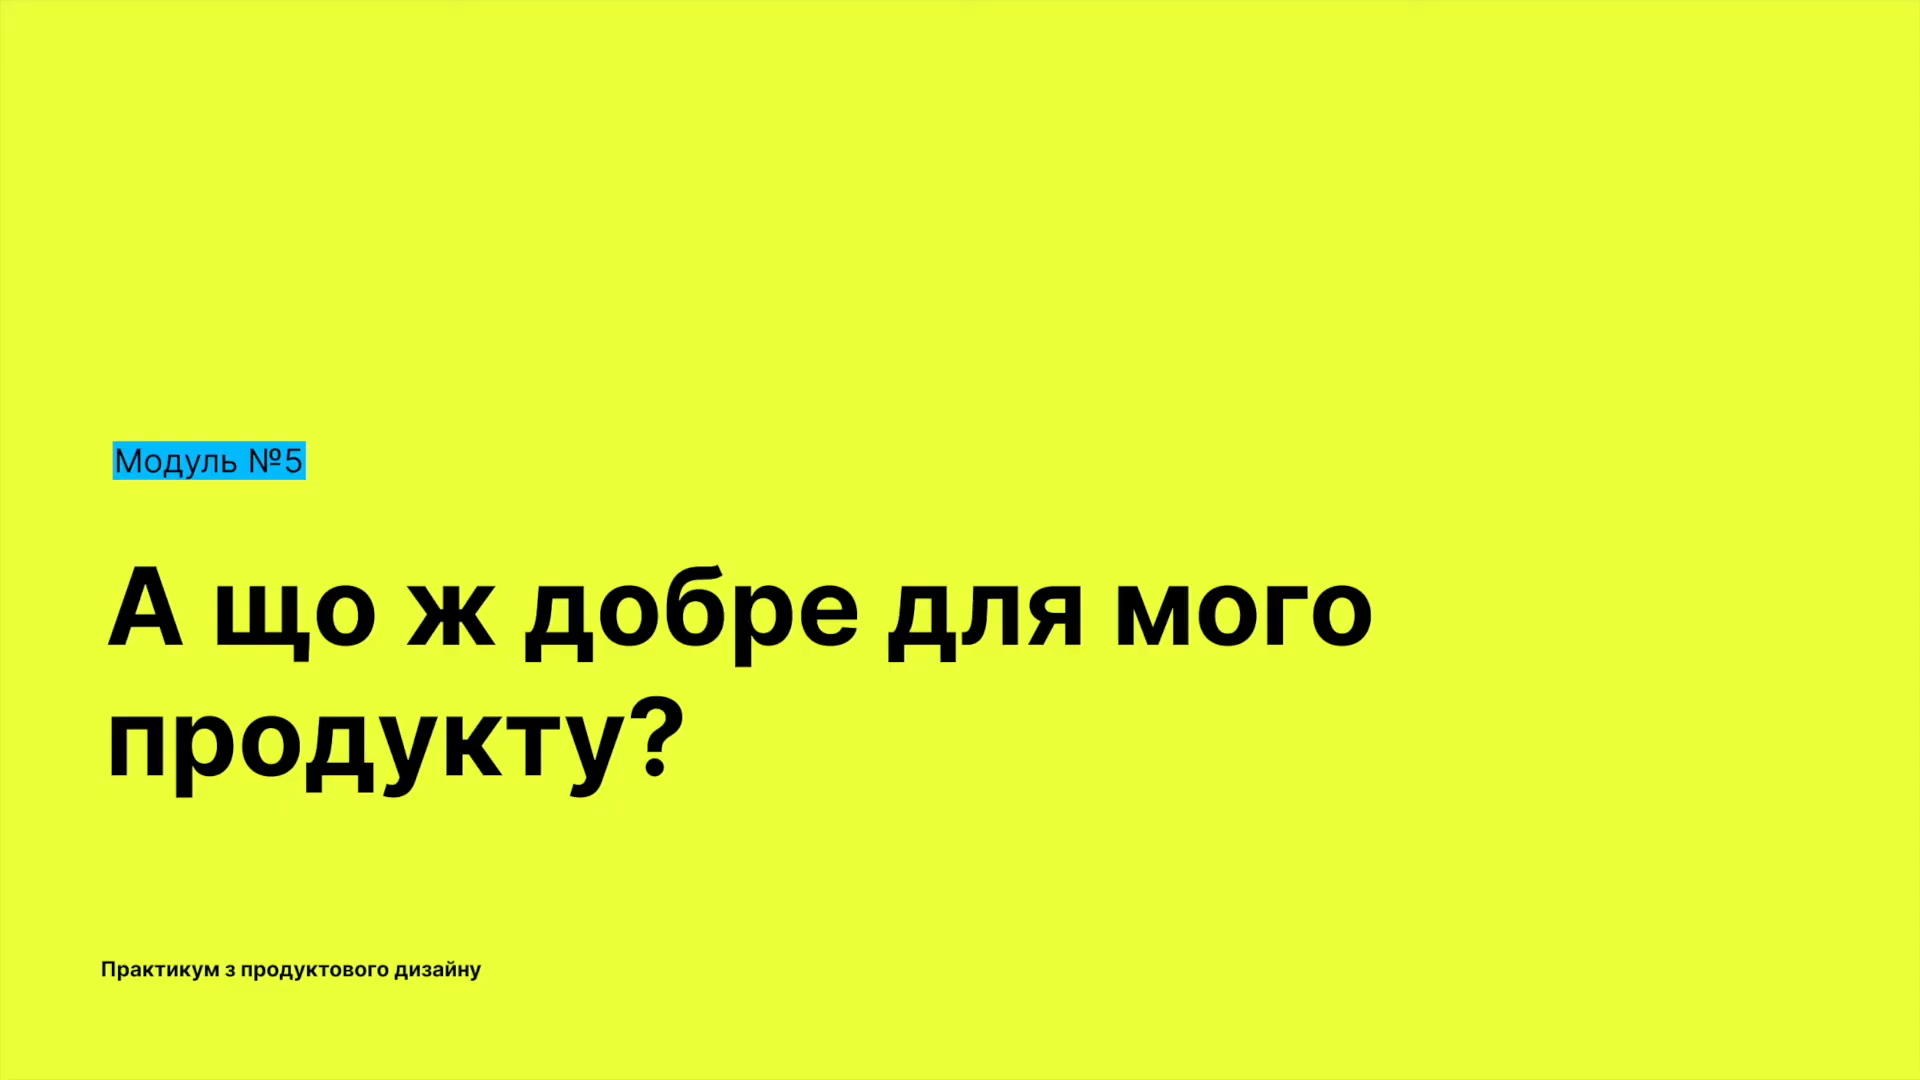 Модуль №5
А що ж добре для мого
продукту?
Практикум з продуктового дизайну